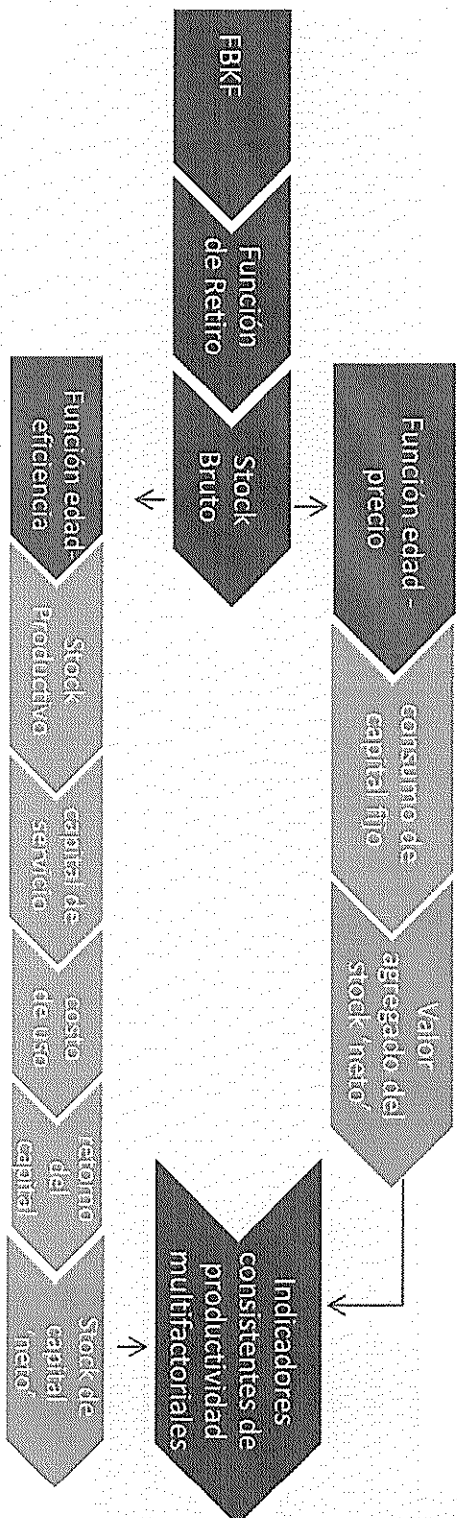 FBKF
Función
de Retiro
Stock
Bruto
Función edad -
precio
consumo de
capital fijo
Valor
agregado del
stock 'neto'
Función edad-
eficiencia
Stock
Productivo
capital de
servicio
costo
de uso
retorno
del
capital
Stock de
capital
'neto'
Indicadores
consistentes de
productividad
multifactoriales